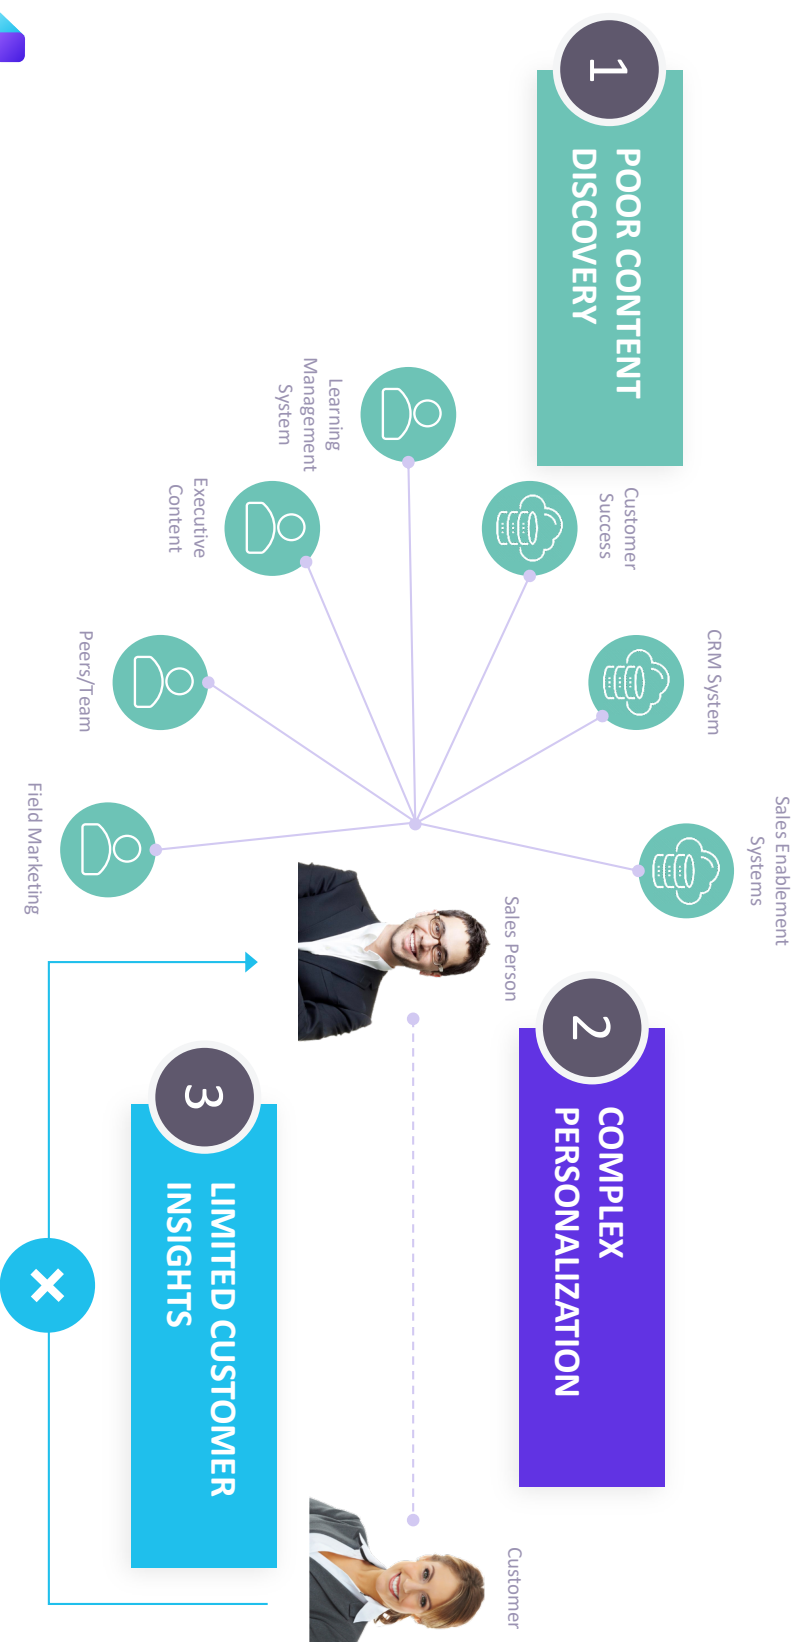 1
POOR CONTENT
DISCOVERY
Sales Enablement
Systems
CRM System
Customer
Success
Learning
Management
System
Executive
Content
Peers/Team
Field Marketing
Sales Person
2
COMPLEX
PERSONALIZATION
Customer
3
LIMITED CUSTOMER
INSIGHTS